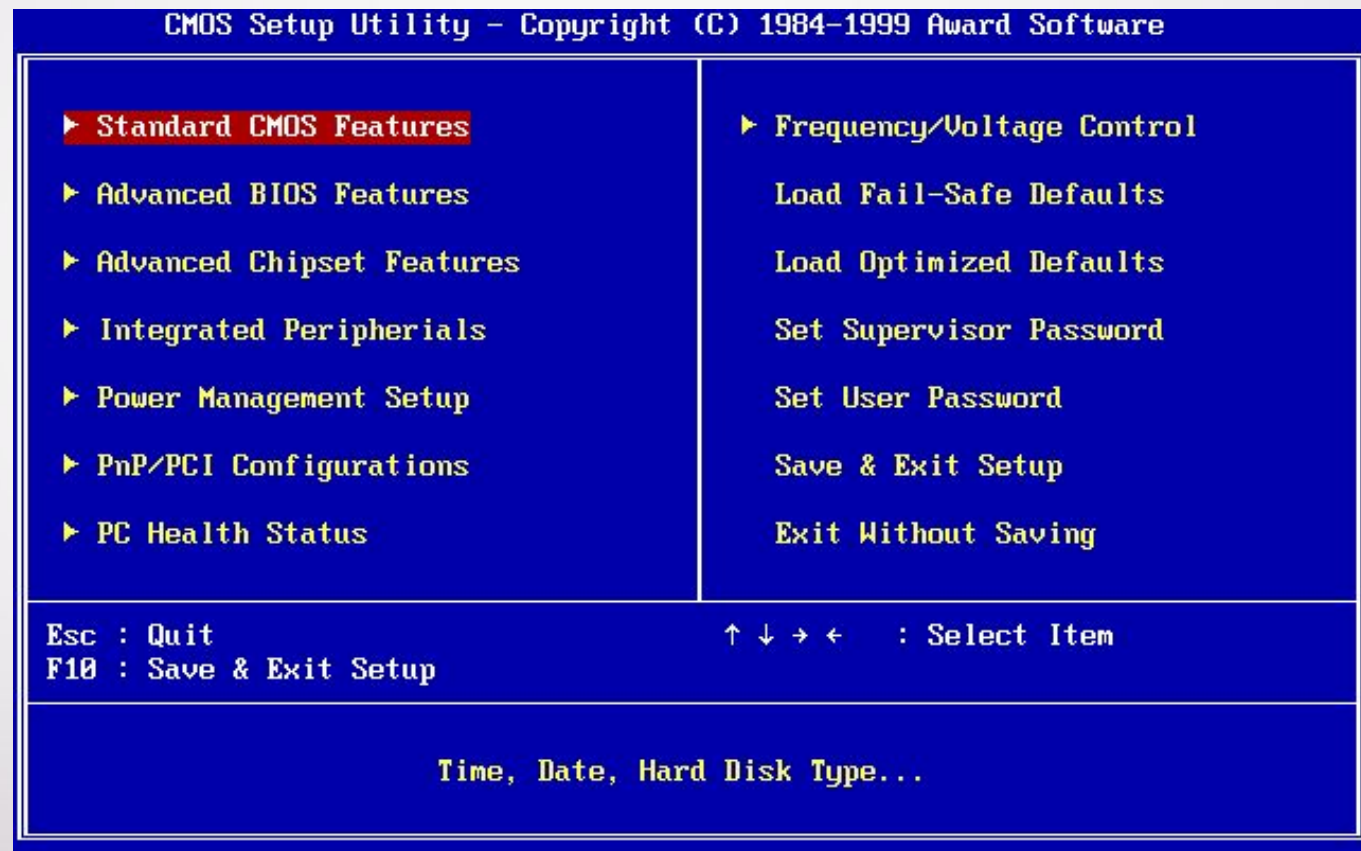 CMOS Setup Utility – Copyright (C) 1984–1999 Award Software
▶ Standard CMOS Features
▶ Advanced BIOS Features
▶ Advanced Chipset Features
▶ Integrated Peripherials
▶ Power Management Setup
▶ PnP/PCI Configurations
▶ PC Health Status
▶ Frequency/Voltage Control
Load Fail–Safe Defaults
Load Optimized Defaults
Set Supervisor Password
Set User Password
Save & Exit Setup
Exit Without Saving
Esc : Quit
F10 : Save & Exit Setup
↑ ↓ → ← : Select Item
Time, Date, Hard Disk Type...